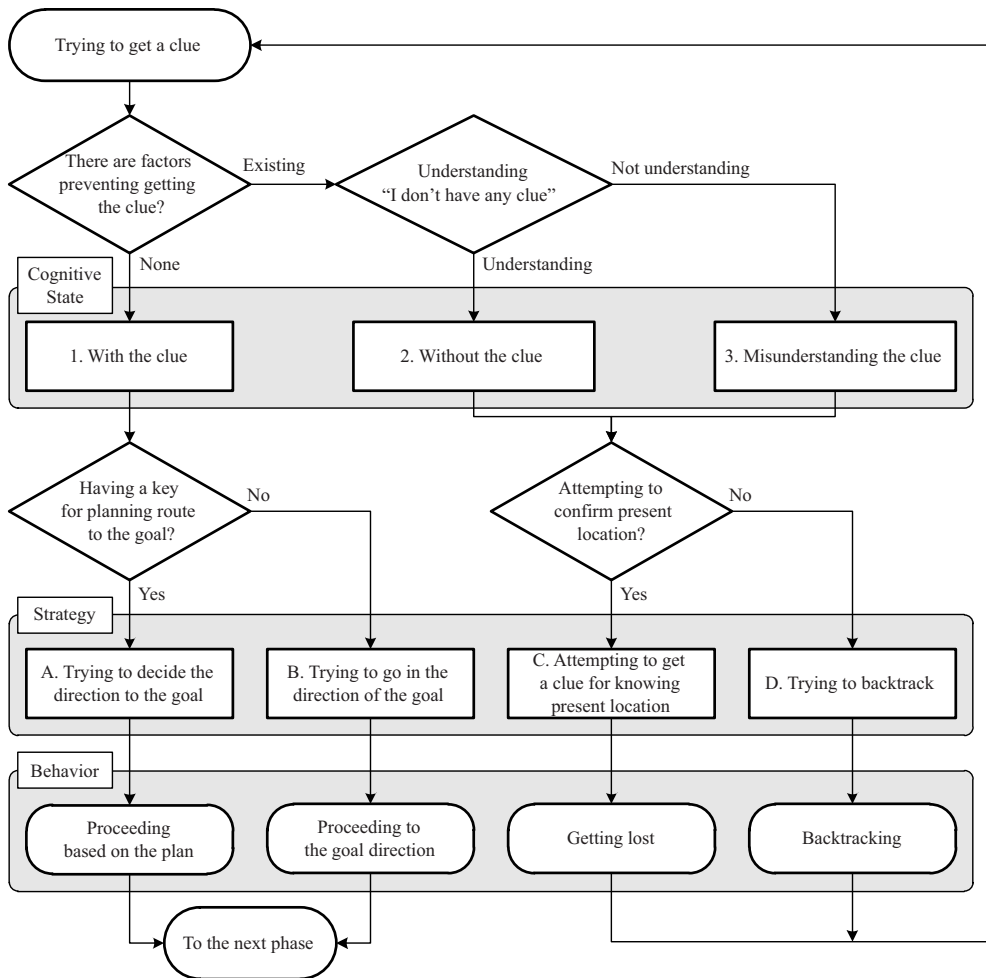 Trying to get a clue
There are factors
preventing getting
the clue?
Existing
Understanding
“I don’t have any clue”
Not understanding
None
Understanding
Cognitive
State
1. With the clue
2. Without the clue
3. Misunderstanding the clue
Having a key
for planning route
to the goal?
No
Attempting to
confirm present
location?
No
Yes
Yes
Strategy
A. Trying to decide the
direction to the goal
B. Trying to go in the
direction of the goal
C. Attempting to get
a clue for knowing
present location
D. Trying to backtrack
Behavior
Proceeding
based on the plan
Proceeding to
the goal direction
Getting lost
Backtracking
To the next phase